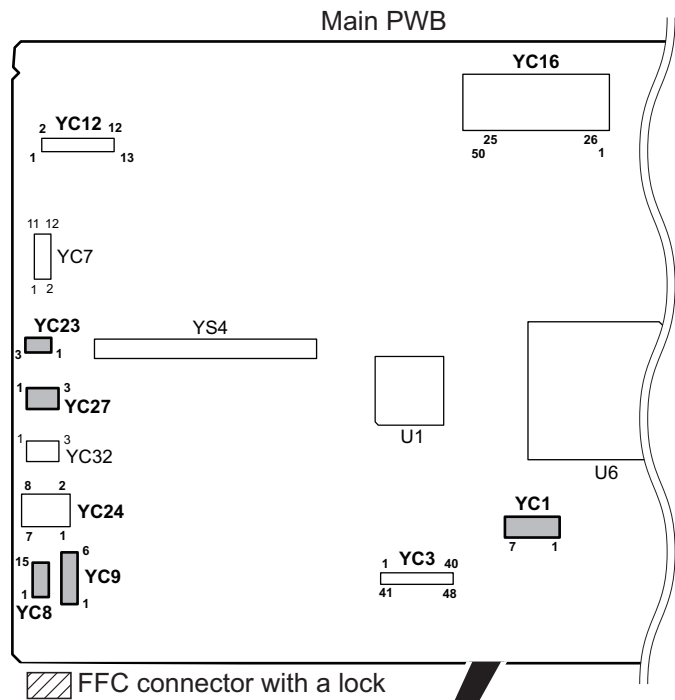 Main PWB
YC16
25 26
50 1
2 YC12 12
1 13
11 12
YC7
1 2
YC23
3 1
YS4
1 3
YC27
U1
1 3
YC32
U6
8 2
YC24
7 1
YC1
7 1
15 6
YC9
1 1
YC8
1 YC3 40
41 48
FFC connector with a lock